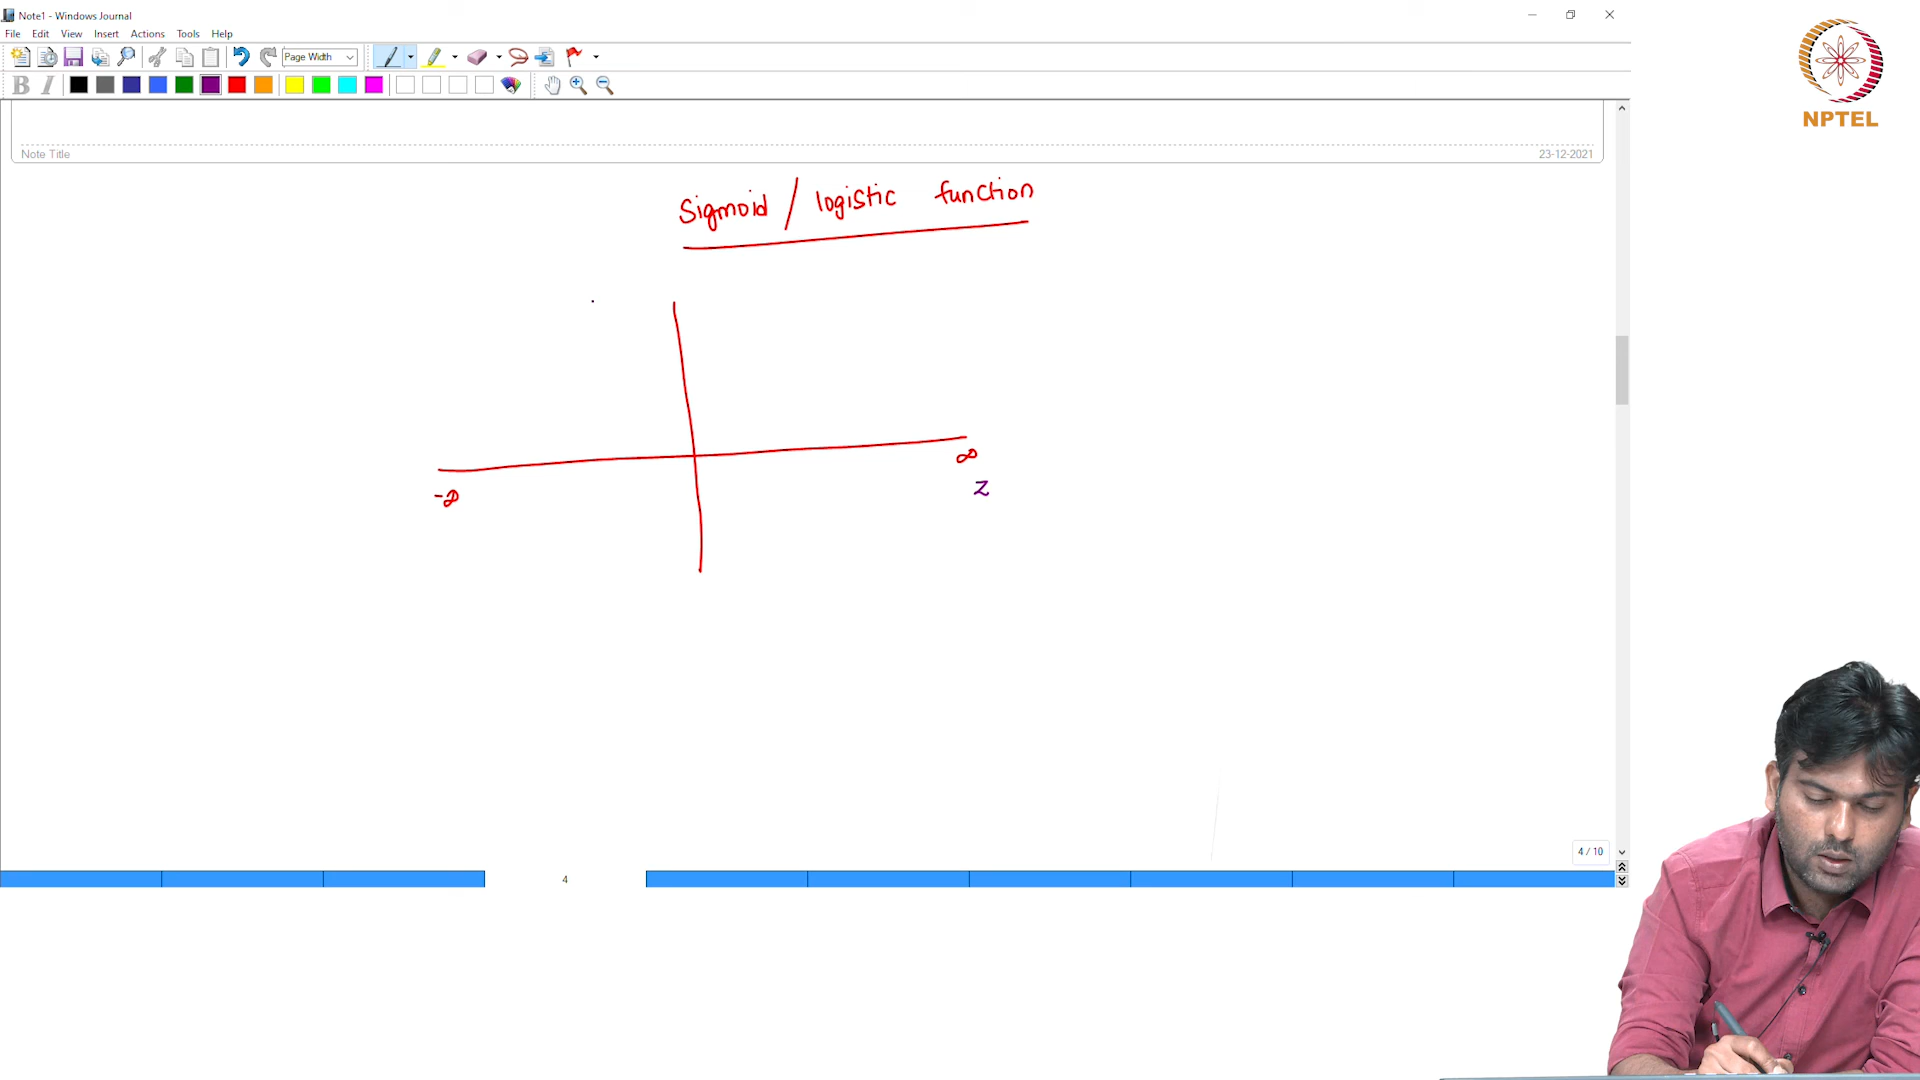 Note1 - Windows Journal
File Edit View Insert Actions Tools Help
Page Width
B I
NPTEL
Note Title 23-12-2021
Sigmoid / logistic function
-∞ ∞
z
4 / 10
4